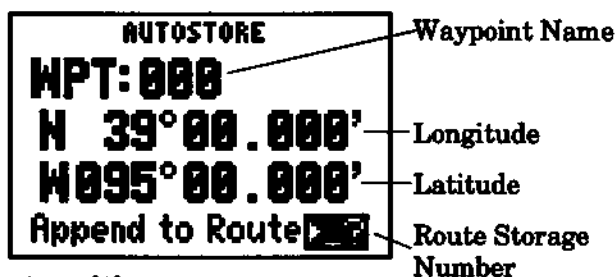 AUTOSTORE
Waypoint Name
WPT:000
N 39°00.000'
Longitude
W095°00.000'
Latitude
Append to Route>_?
Route Storage
Number